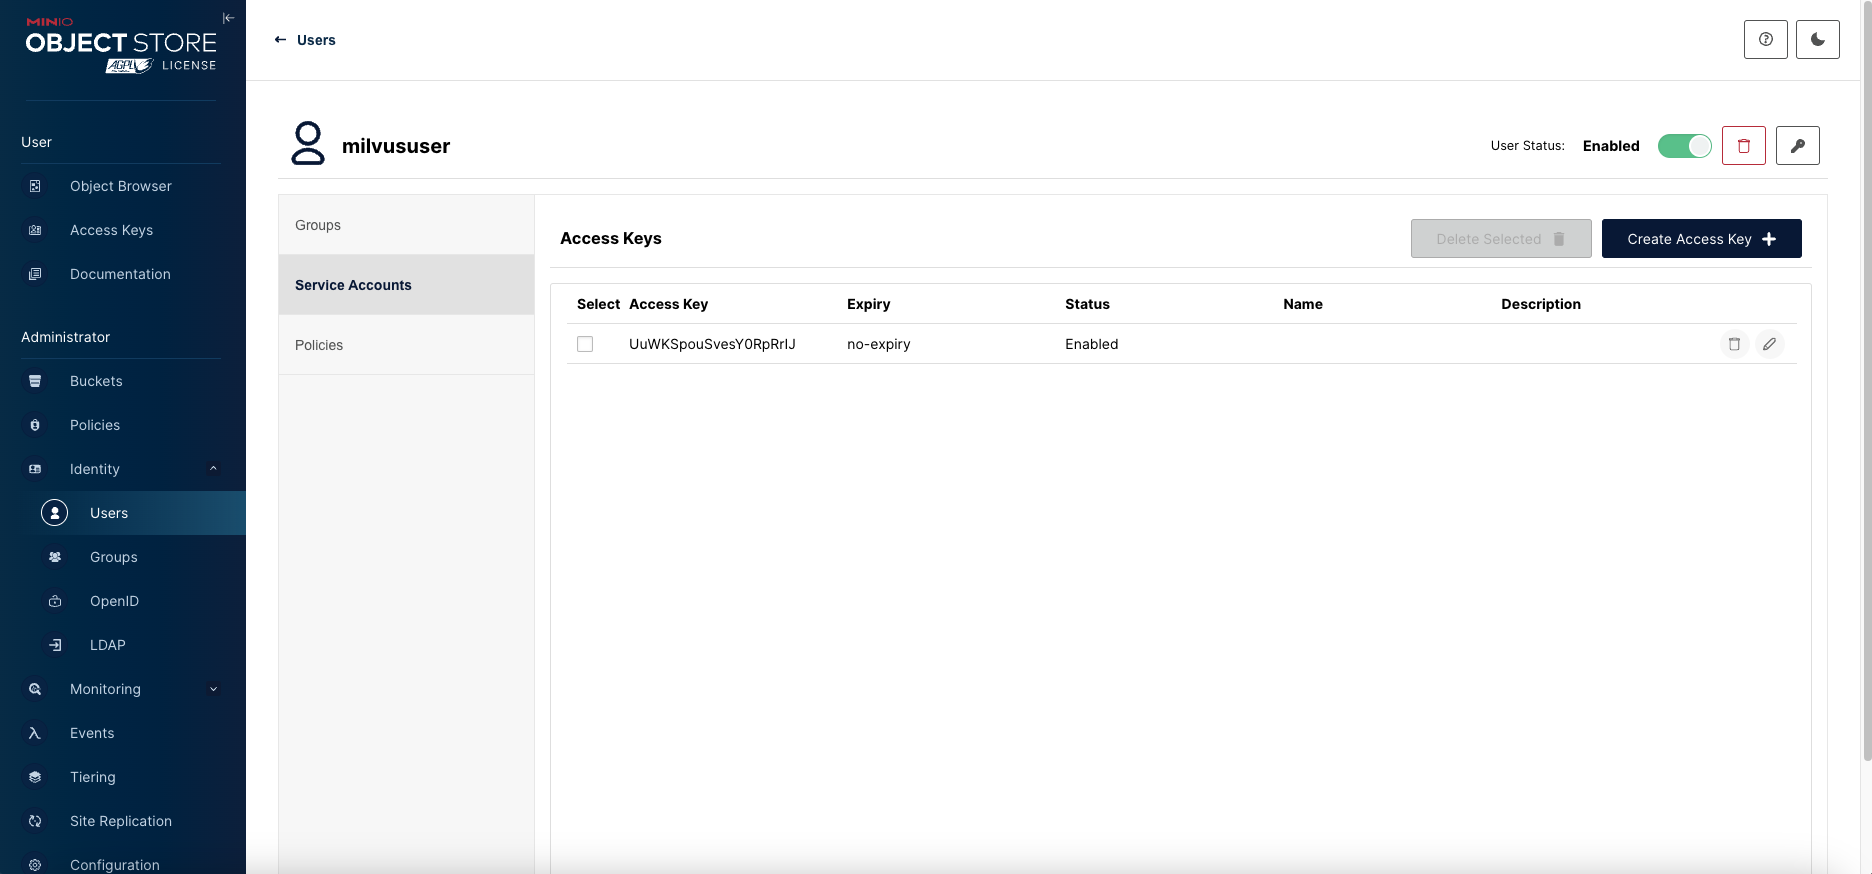 MINIO
OBJECT STORE
AGPL LICENSE
User
Object Browser
Access Keys
Documentation
Administrator
Buckets
Policies
Identity
Users
Groups
OpenID
LDAP
Monitoring
Events
Tiering
Site Replication
Configuration
Users
milvususer
User Status: Enabled
Groups
Service Accounts
Policies
Access Keys
Delete Selected
Create Access Key
Select Access Key Expiry Status Name Description
UuWKSpouSvesY0RpRrIJ no-expiry Enabled